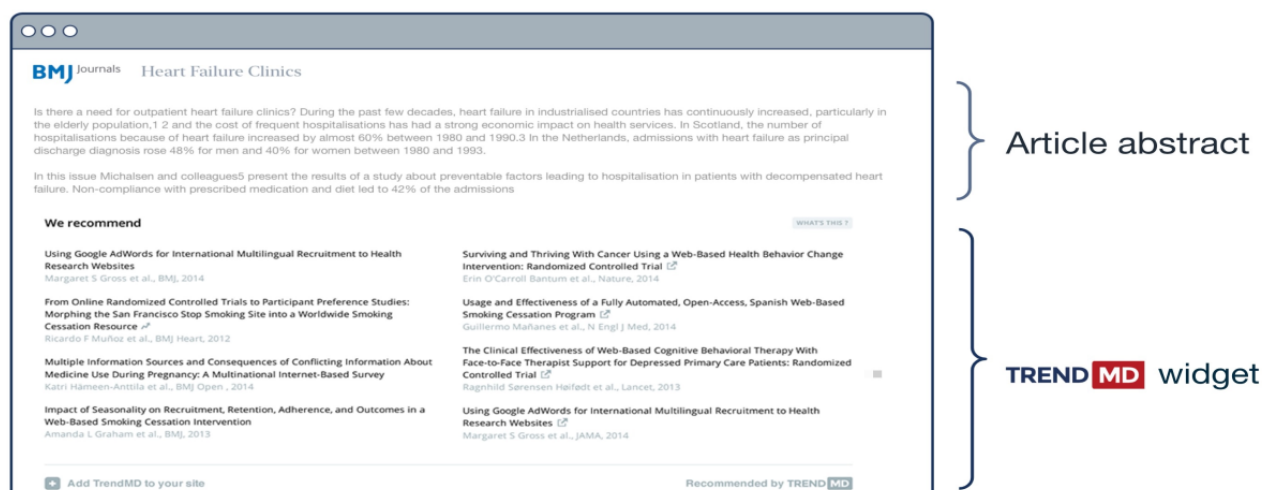 BMJ Journals Heart Failure Clinics
Is there a need for outpatient heart failure clinics? During the past few decades, heart failure in industrialised countries has continuously increased, particularly in
the elderly population,1 2 and the cost of frequent hospitalisations has had a strong economic impact on health services. In Scotland, the number of
hospitalisations because of heart failure increased by almost 60% between 1980 and 1990.3 In the Netherlands, admissions with heart failure as principal
discharge diagnosis rose 48% for men and 40% for women between 1980 and 1993.
In this issue Michalsen and colleagues5 present the results of a study about preventable factors leading to hospitalisation in patients with decompensated heart
failure. Non-compliance with prescribed medication and diet led to 42% of the admissions
Article abstract
We recommend
WHAT'S THIS ?
Using Google AdWords for International Multilingual Recruitment to Health
Research Websites
Margaret S Gross et al., BMJ, 2014
From Online Randomized Controlled Trials to Participant Preference Studies:
Morphing the San Francisco Stop Smoking Site into a Worldwide Smoking
Cessation Resource
Ricardo F Muñoz et al., BMJ Heart, 2012
Multiple Information Sources and Consequences of Conflicting Information About
Medicine Use During Pregnancy: A Multinational Internet-Based Survey
Katri Hämeen-Anttila et al., BMJ Open , 2014
Impact of Seasonality on Recruitment, Retention, Adherence, and Outcomes in a
Web-Based Smoking Cessation Intervention
Amanda L Graham et al., BMJ, 2013
Surviving and Thriving With Cancer Using a Web-Based Health Behavior Change
Intervention: Randomized Controlled Trial
Erin O'Carroll Bantum et al., Nature, 2014
Usage and Effectiveness of a Fully Automated, Open-Access, Spanish Web-Based
Smoking Cessation Program
Guillermo Mañanes et al., N Engl J Med, 2014
The Clinical Effectiveness of Web-Based Cognitive Behavioral Therapy With
Face-to-Face Therapist Support for Depressed Primary Care Patients: Randomized
Controlled Trial
Ragnhild Sørensen Høifødt et al., Lancet, 2013
Using Google AdWords for International Multilingual Recruitment to Health
Research Websites
Margaret S Gross et al., JAMA, 2014
TREND MD widget
Add TrendMD to your site
Recommended by TREND MD